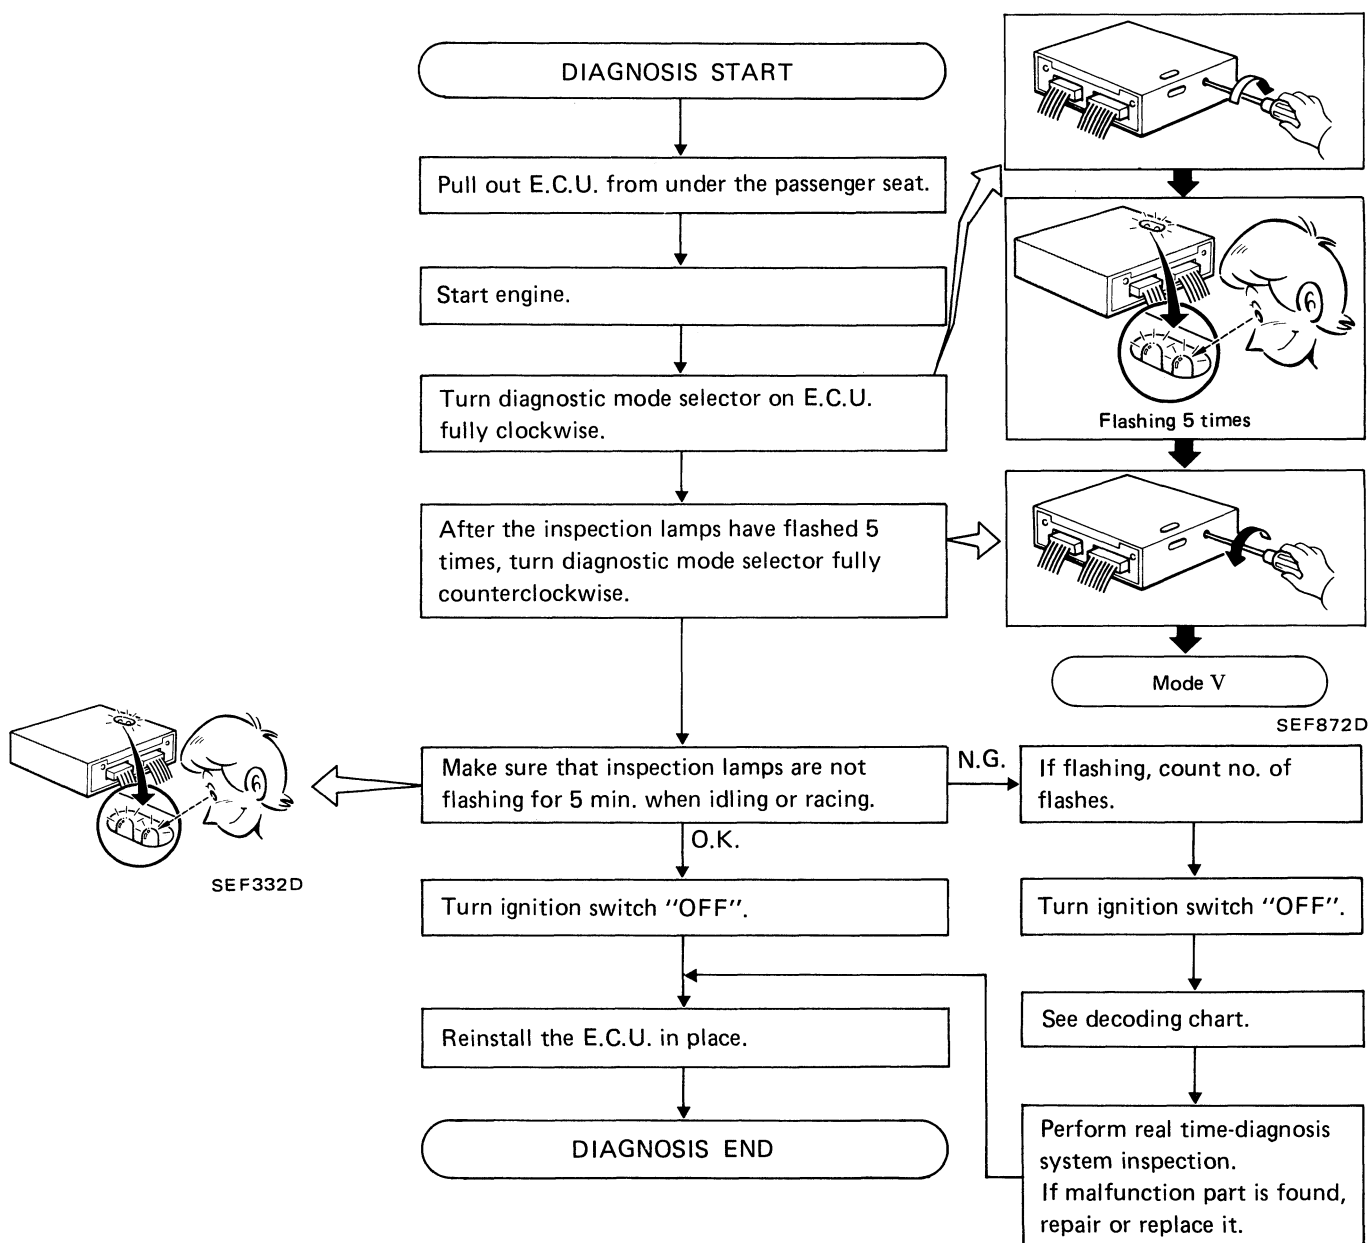 DIAGNOSIS START
Pull out E.C.U. from under the passenger seat.
Start engine.
Turn diagnostic mode selector on E.C.U.
fully clockwise.
After the inspection lamps have flashed 5
times, turn diagnostic mode selector fully
counterclockwise.
Flashing 5 times
Mode V
SEF872D
Make sure that inspection lamps are not
flashing for 5 min. when idling or racing.
N.G.
If flashing, count no. of
flashes.
SEF332D
O.K.
Turn ignition switch "OFF".
Turn ignition switch "OFF".
See decoding chart.
Reinstall the E.C.U. in place.
Perform real time-diagnosis
system inspection.
If malfunction part is found,
repair or replace it.
DIAGNOSIS END